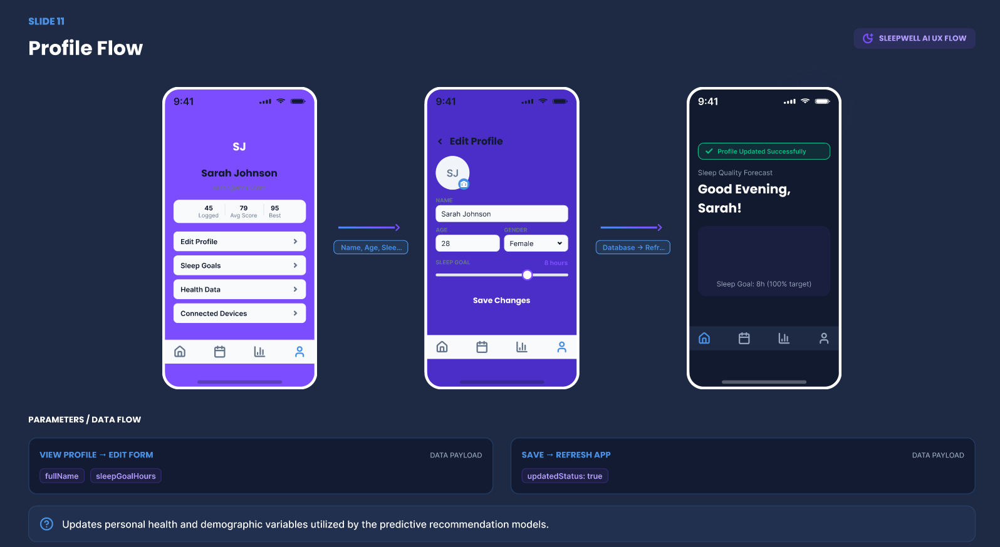 SLIDE 11
Profile Flow
SLEEPWELL AI UX FLOW
9:41
SJ
Sarah Johnson
45 79 95
Logged Avg Score Best
Edit Profile
Sleep Goals
Health Data
Connected Devices
Name, Age, Slee...
9:41
Edit Profile
SJ
NAME
Sarah Johnson
AGE GENDER
28 Female
SLEEP GOAL 8 hours
Save Changes
Database → Refr...
9:41
Profile Updated Successfully
Sleep Quality Forecast
Good Evening,
Sarah!
Sleep Goal: 8h (100% target)
PARAMETERS / DATA FLOW
VIEW PROFILE → EDIT FORM DATA PAYLOAD
fullName sleepGoalHours
SAVE → REFRESH APP DATA PAYLOAD
updatedStatus: true
Updates personal health and demographic variables utilized by the predictive recommendation models.